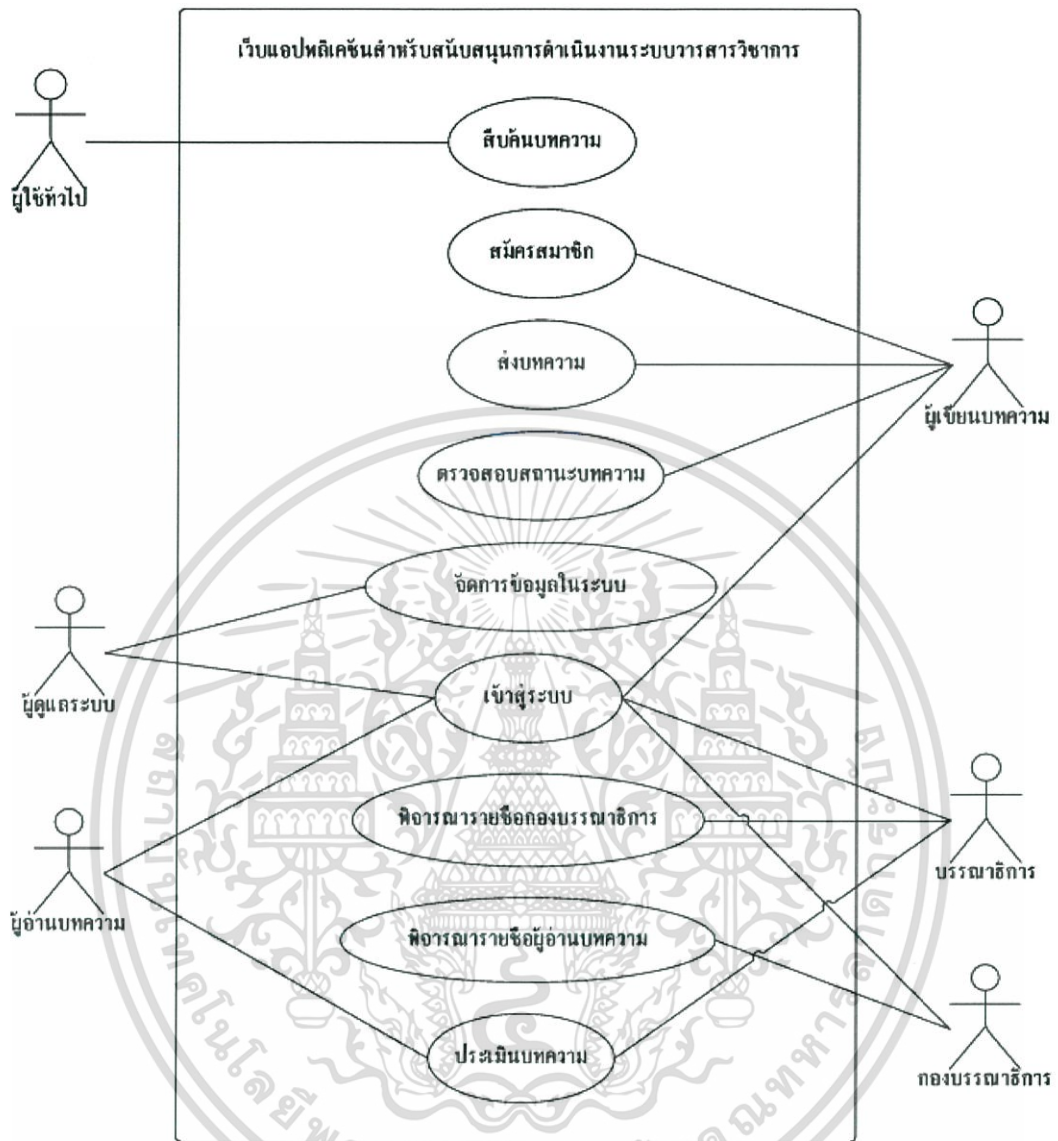 เว็บแอปพลิเคชันสำหรับสนับสนุนการดำเนินงานระบบวารสารวิชาการ
สืบค้นบทความ
ผู้ใช้ทั่วไป
สมัครสมาชิก
ส่งบทความ
ผู้เขียนบทความ
ตรวจสอบสถานะบทความ
จัดการข้อมูลในระบบ
ผู้ดูแลระบบ
เข้าสู่ระบบ
พิจารณารายชื่อกองบรรณาธิการ
บรรณาธิการ
ผู้อ่านบทความ
พิจารณารายชื่อผู้อ่านบทความ
ประเมินบทความ
กองบรรณาธิการ